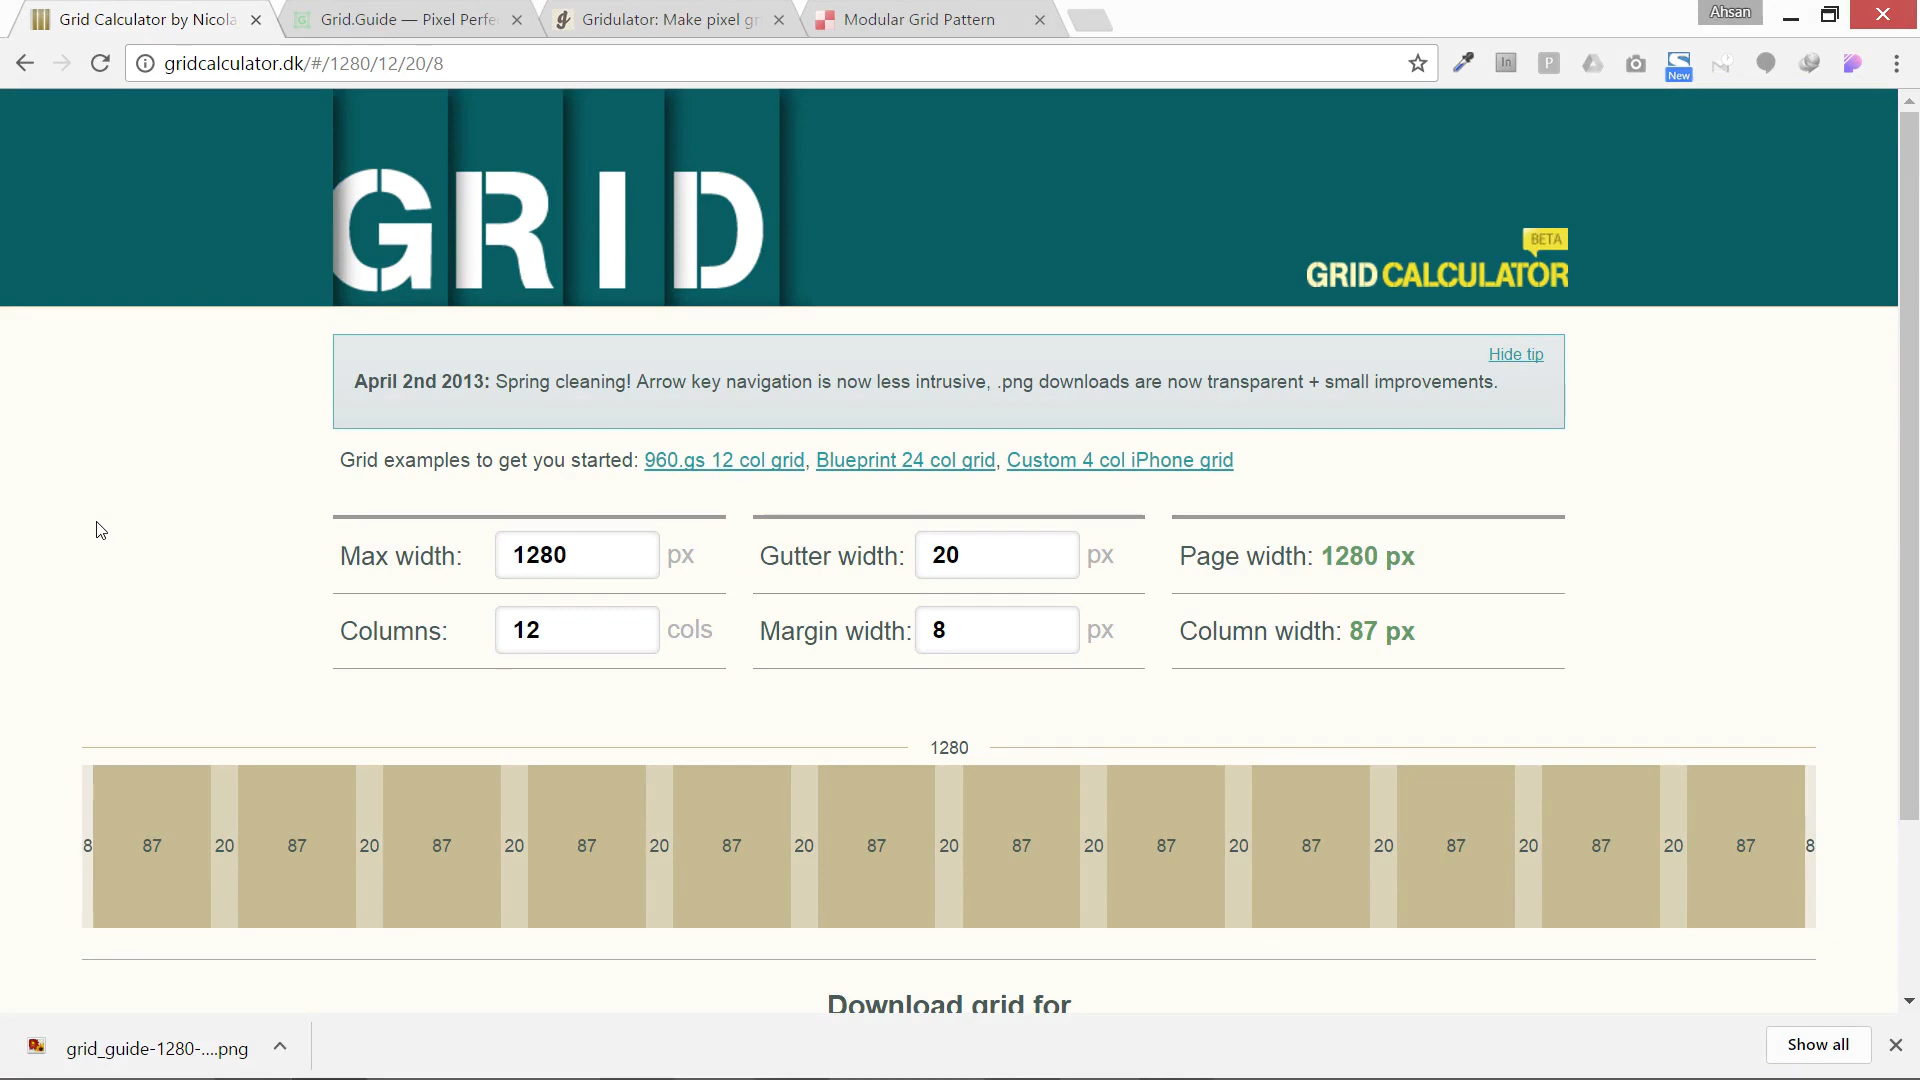 Grid Calculator by Nicola
Grid.Guide — Pixel Perfe
Gridulator: Make pixel gr
Modular Grid Pattern
Ahsan
gridcalculator.dk/#/1280/12/20/8
New
GRID
BETA
GRID CALCULATOR
Hide tip
April 2nd 2013: Spring cleaning! Arrow key navigation is now less intrusive, .png downloads are now transparent + small improvements.
Grid examples to get you started: 960.gs 12 col grid, Blueprint 24 col grid, Custom 4 col iPhone grid
Max width: 1280 px
Gutter width: 20 px
Page width: 1280 px
Columns: 12 cols
Margin width: 8 px
Column width: 87 px
1280
8 87 20 87 20 87 20 87 20 87 20 87 20 87 20 87 20 87 20 87 20 87 20 87 8
Download grid for
grid_guide-1280-....png
Show all